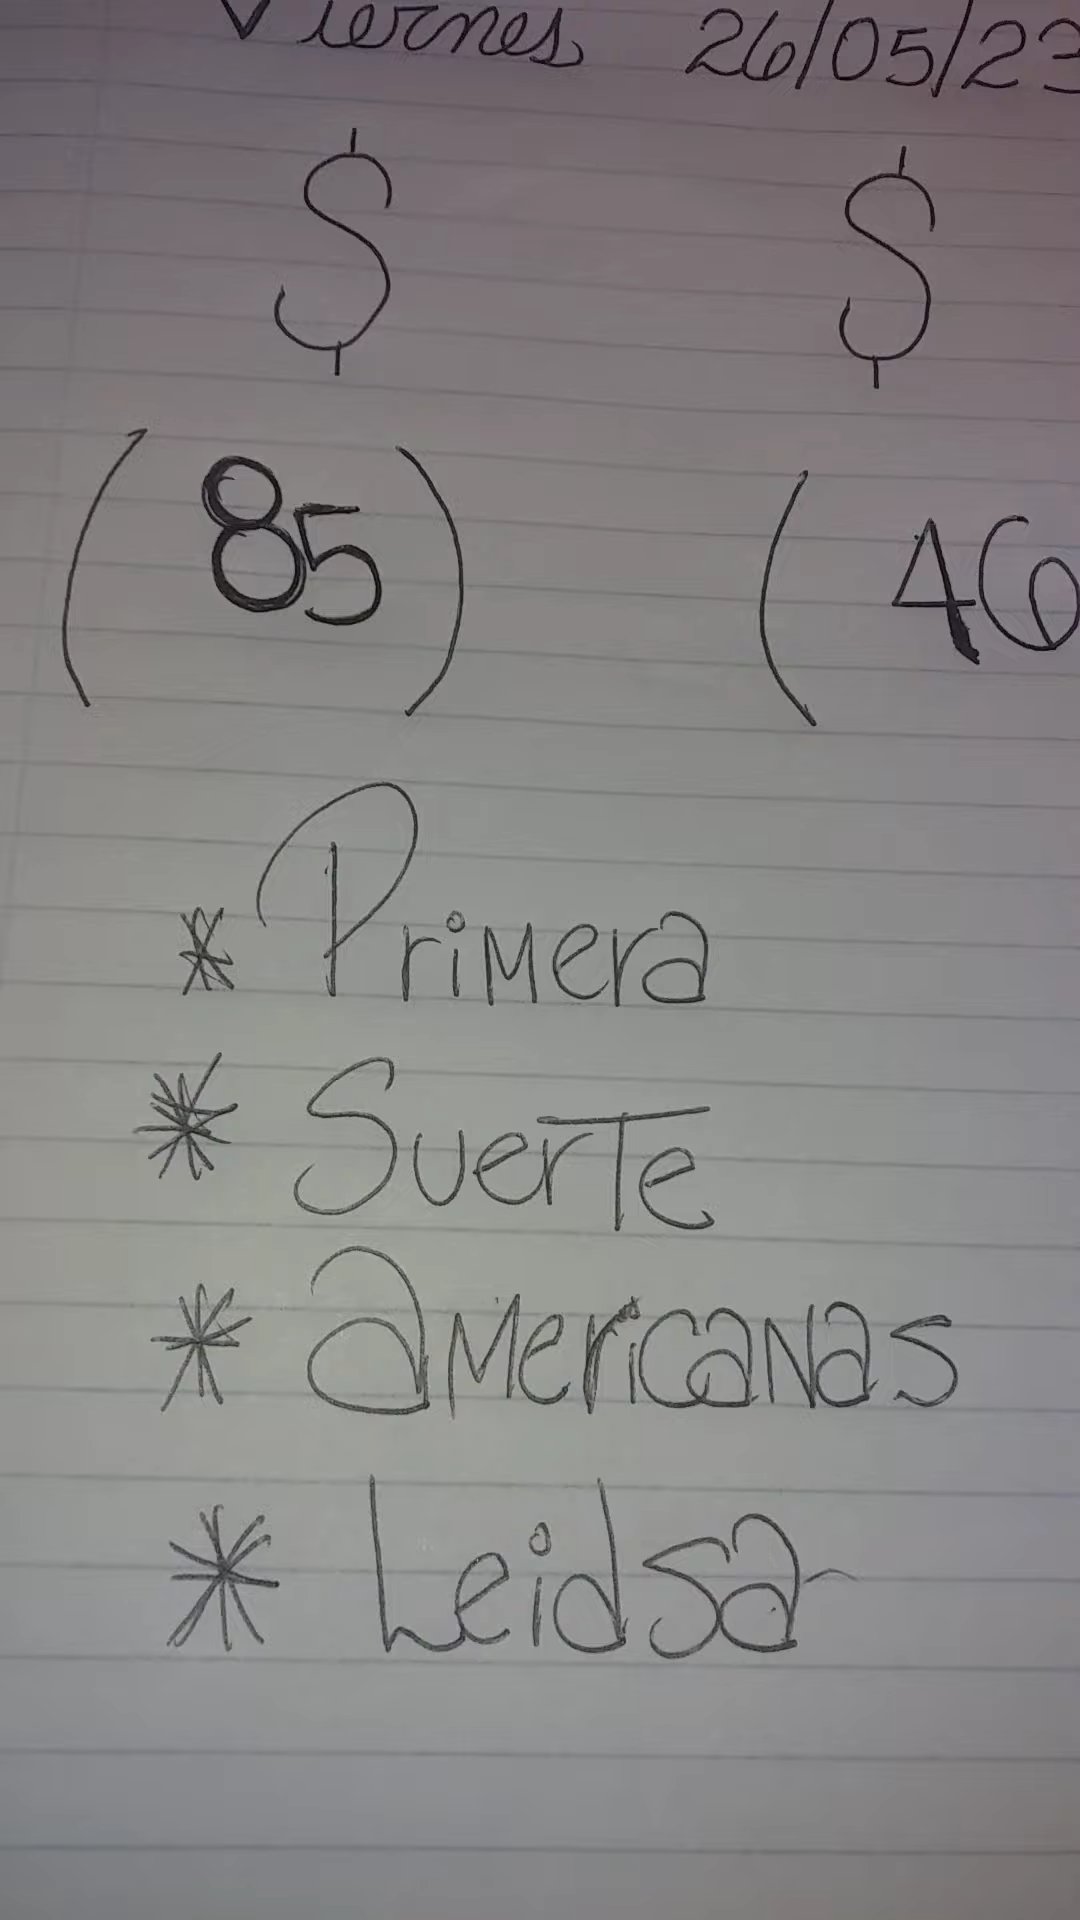 Viernes 26/05/23
$ $
(85) (46
* Primera
* Suerte
* Americanas
* Leidsa